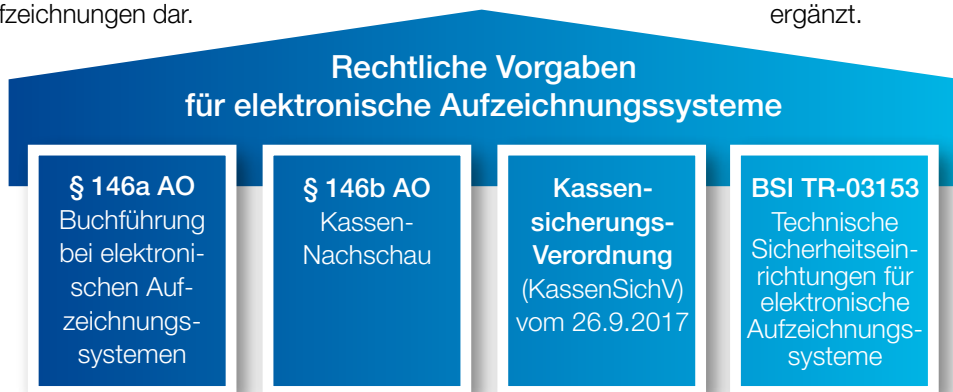 fzeichnungen dar.
ergänzt.
Rechtliche Vorgaben
für elektronische Aufzeichnungssysteme
§ 146a AO
Buchführung
bei elektroni-
schen Auf-
zeichnungs-
systemen
§ 146b AO
Kassen-
Nachschau
Kassen-
sicherungs-
Verordnung
(KassenSichV)
vom 26.9.2017
BSI TR-03153
Technische
Sicherheitsein-
richtungen für
elektronische
Aufzeichnungs-
systeme